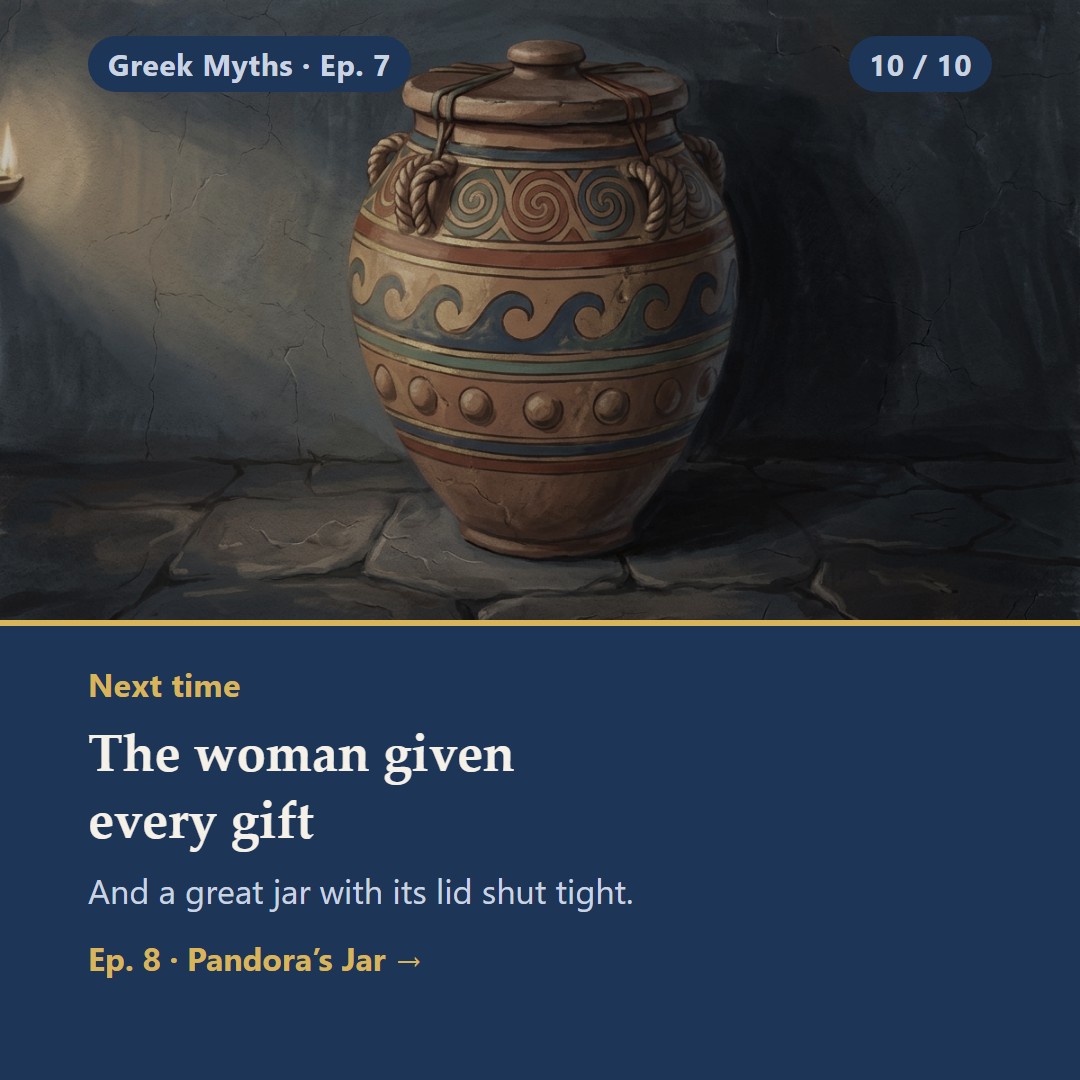 Greek Myths · Ep. 7
10 / 10
Next time
The woman given
every gift
And a great jar with its lid shut tight.
Ep. 8 · Pandora’s Jar →